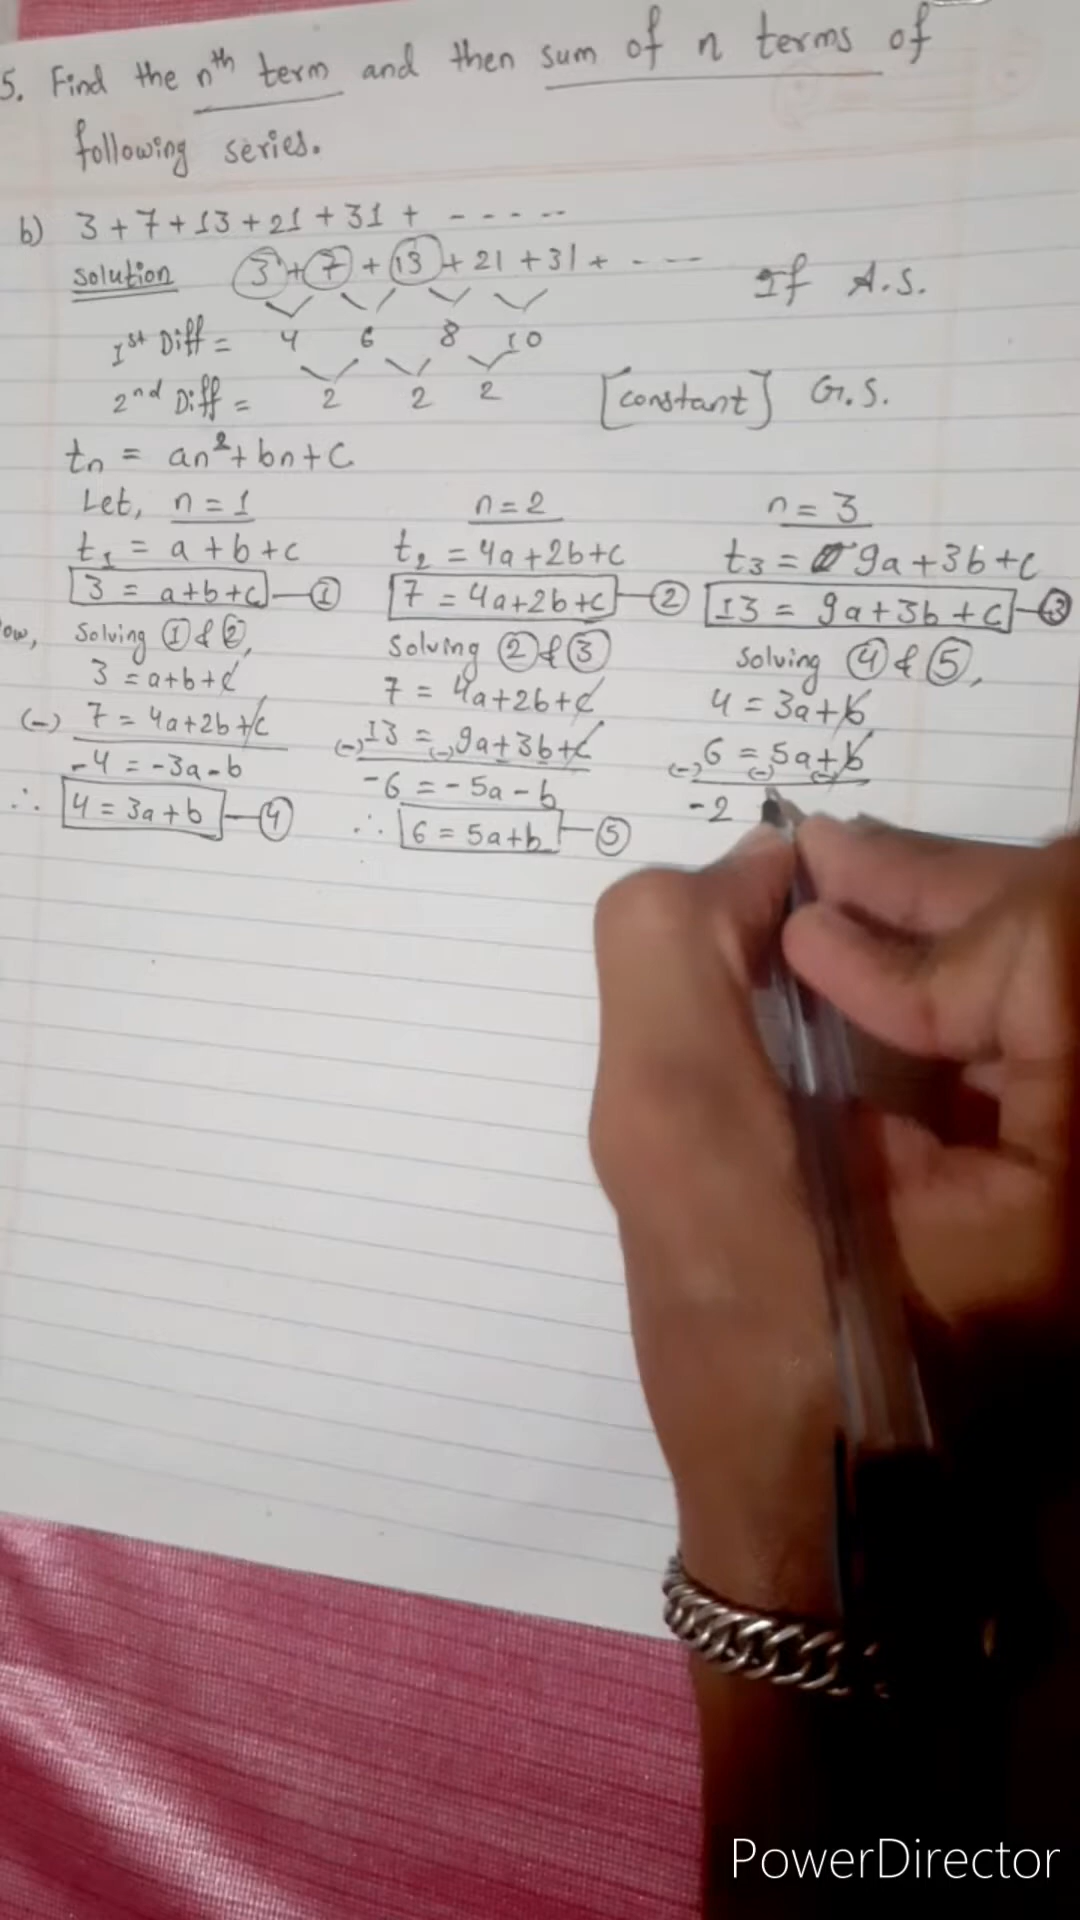 5. Find the nth term and then sum of n terms of
following series.
b) 3 + 7 + 13 + 21 + 31 + - - - - -
solution 3 + 7 + 13 + 21 + 31 + - - -
If A.S.
1st Diff = 4 6 8 10
2nd Diff = 2 2 2 [constant] G.S.
tn = an² + bn + c
Let, n = 1
t1 = a + b + c
3 = a+b+c — ①
Now, Solving ① & ②,
3 = a+b+c
(-) 7 = 4a+2b+c
-4 = -3a-b
∴ 4 = 3a+b — ④
n = 2
t2 = 4a+2b+c
7 = 4a+2b+c — ②
Solving ② & ③
7 = 4a+2b+c
(-) 13 = (-) 9a+3b+c
-6 = -5a-b
∴ 6 = 5a+b — ⑤
n = 3
t3 = 9a+3b+c
13 = 9a+3b+c — ③
Solving ④ & ⑤,
4 = 3a+b
(-) 6 = (-) 5a+(-) b
-2
PowerDirector